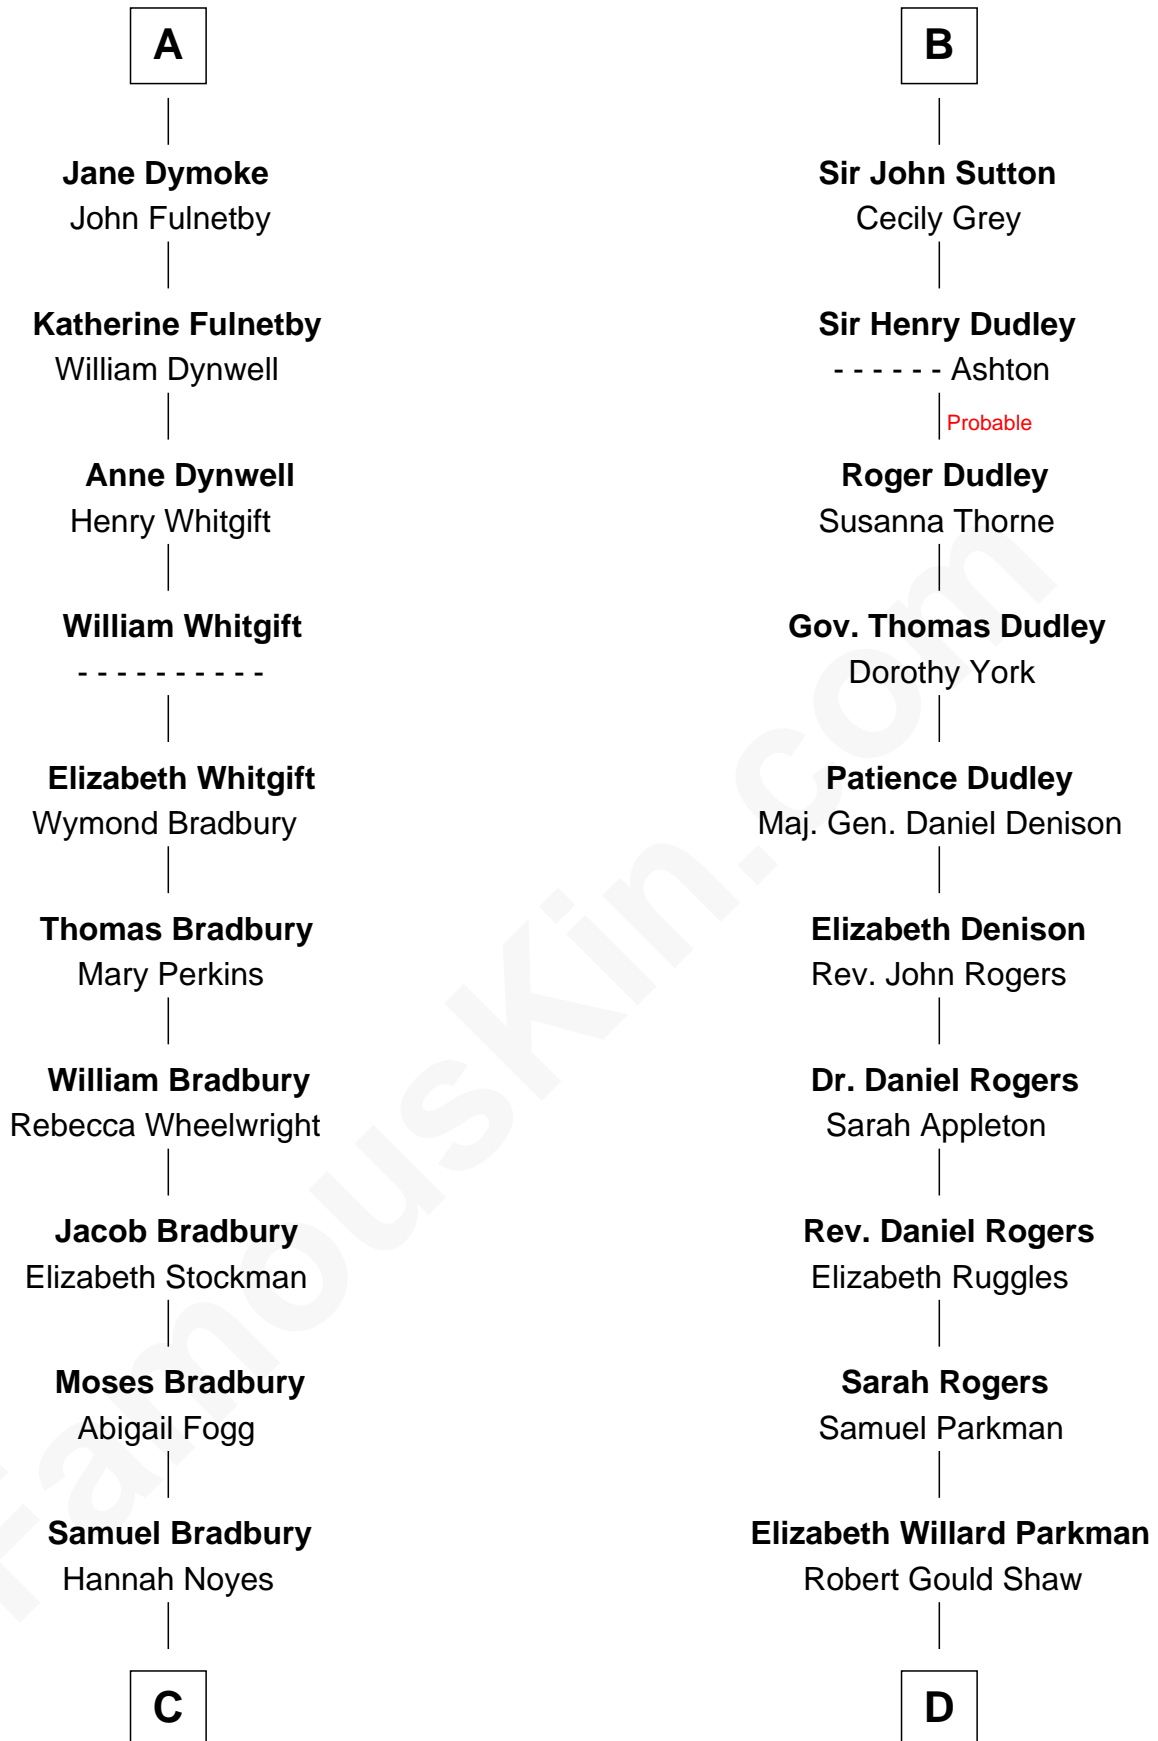 A
Jane Dymoke
John Fulnetby
Katherine Fulnetby
William Dynwell
Anne Dynwell
Henry Whitgift
William Whitgift
- - - - - - - - - -
Elizabeth Whitgift
Wymond Bradbury
Thomas Bradbury
Mary Perkins
William Bradbury
Rebecca Wheelwright
Jacob Bradbury
Elizabeth Stockman
Moses Bradbury
Abigail Fogg
Samuel Bradbury
Hannah Noyes
C
B
Sir John Sutton
Cecily Grey
Sir Henry Dudley
- - - - - - Ashton
Probable
Roger Dudley
Susanna Thorne
Gov. Thomas Dudley
Dorothy York
Patience Dudley
Maj. Gen. Daniel Denison
Elizabeth Denison
Rev. John Rogers
Dr. Daniel Rogers
Sarah Appleton
Rev. Daniel Rogers
Elizabeth Ruggles
Sarah Rogers
Samuel Parkman
Elizabeth Willard Parkman
Robert Gould Shaw
D
FamousKin.com